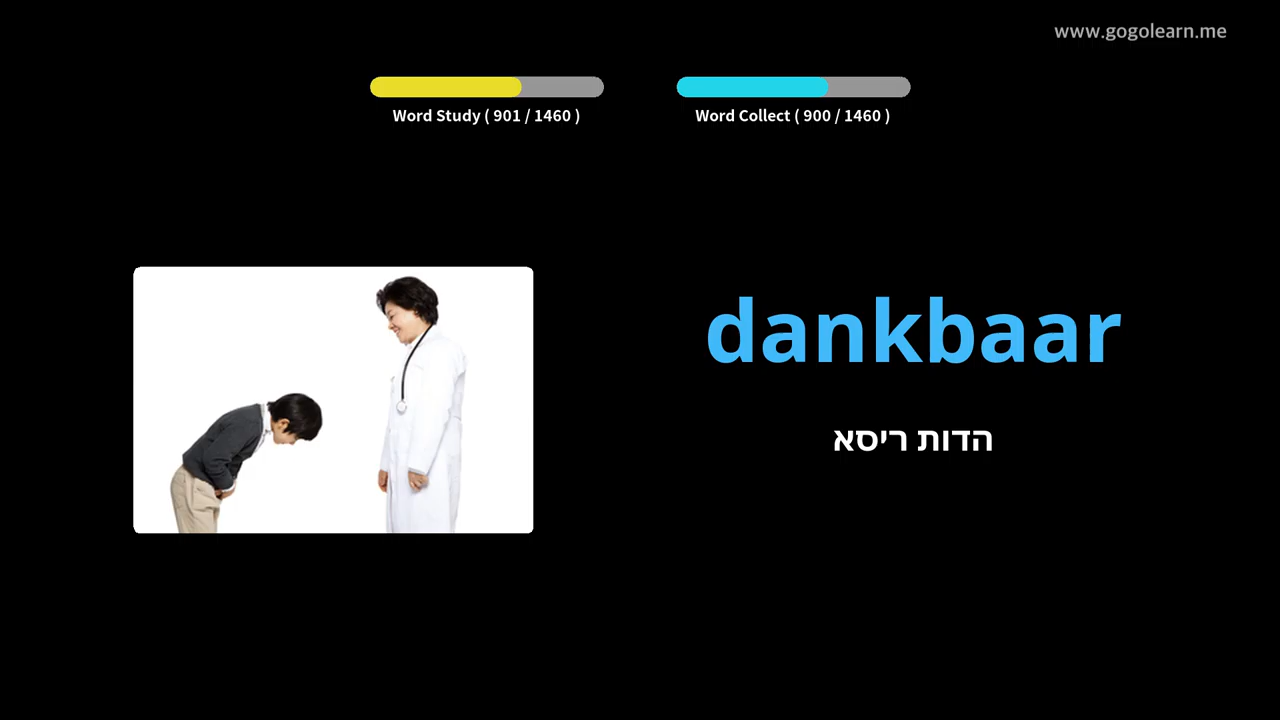 www.gogolearn.me
Word Study ( 901 / 1460 )
Word Collect ( 900 / 1460 )
dankbaar
הדות ריסא